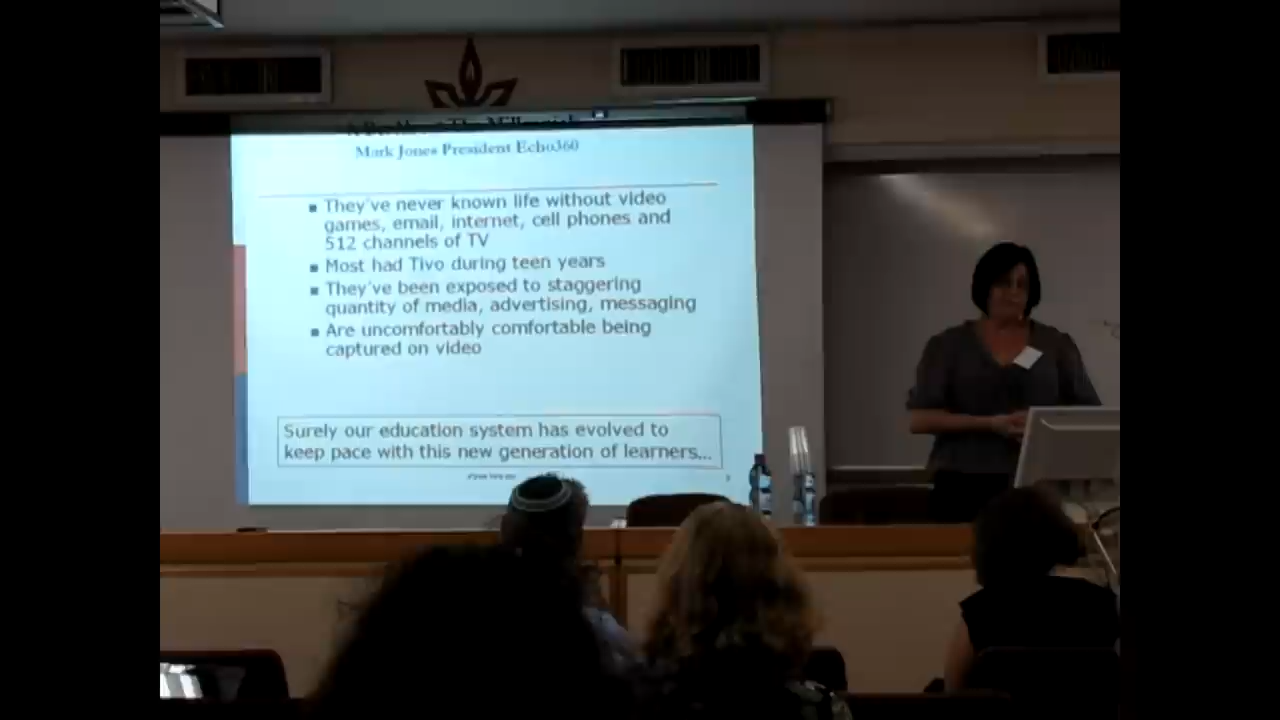 Mark Jones President Echo360
▪ They've never known life without video
games, email, internet, cell phones and
512 channels of TV
▪ Most had Tivo during teen years
▪ They've been exposed to staggering
quantity of media, advertising, messaging
▪ Are uncomfortably comfortable being
captured on video
Surely our education system has evolved to
keep pace with this new generation of learners...